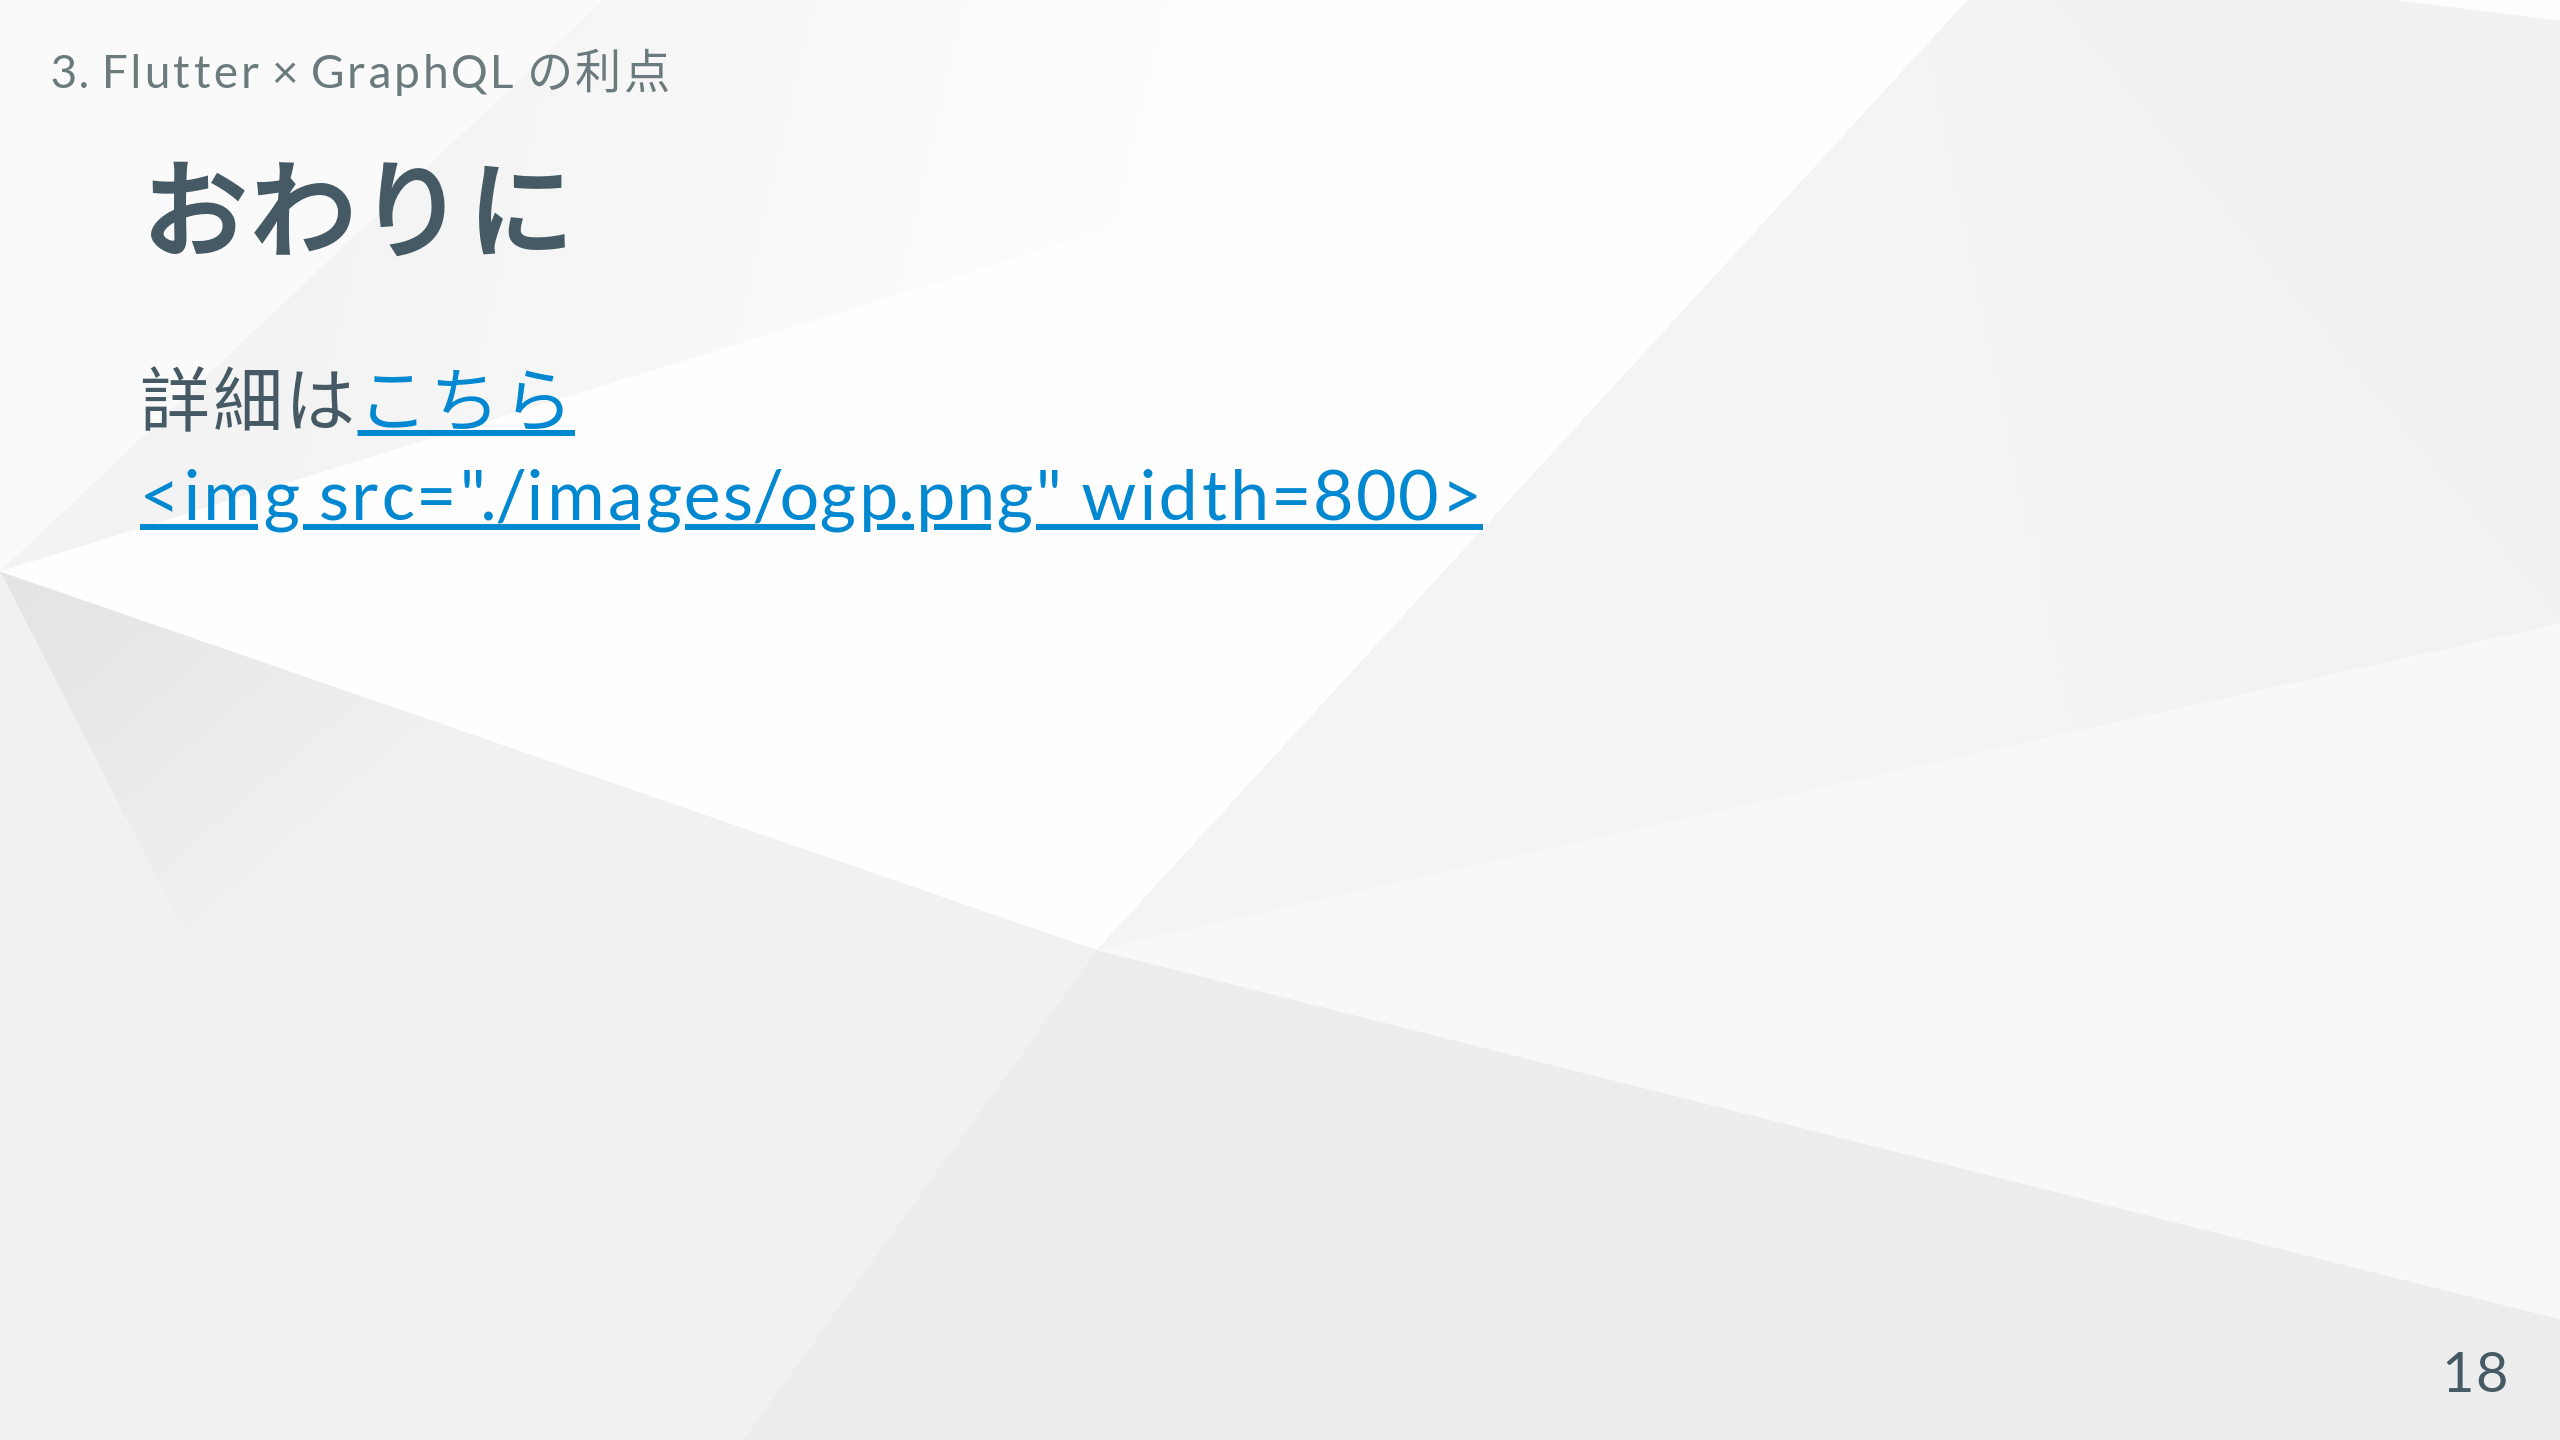 3. Flutter × GraphQL の利点
おわりに
詳細はこちら
<img src="./images/ogp.png" width=800>
18